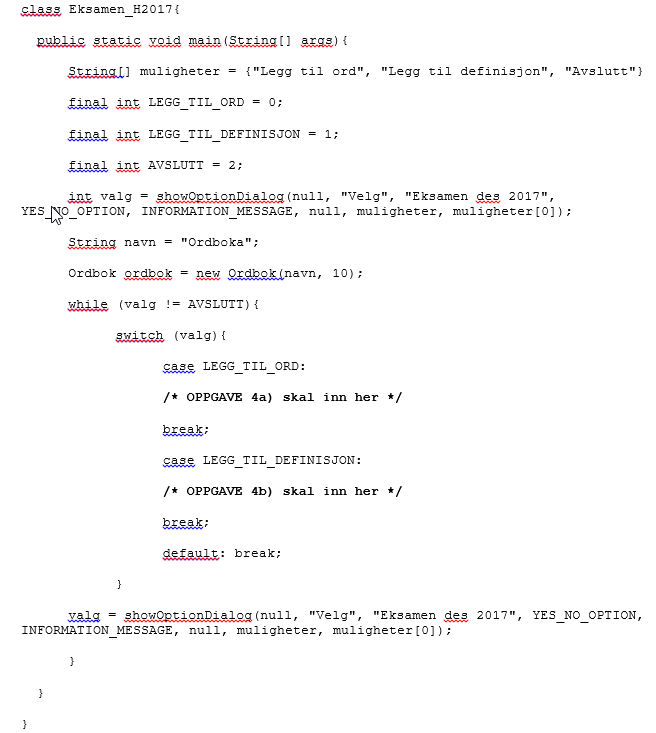 class Eksamen_H2017{
public static void main(String[] args){
String[] muligheter = {"Legg til ord", "Legg til definisjon", "Avslutt"}
final int LEGG_TIL_ORD = 0;
final int LEGG_TIL_DEFINISJON = 1;
final int AVSLUTT = 2;
int valg = showOptionDialog(null, "Velg", "Eksamen des 2017",
YES_NO_OPTION, INFORMATION_MESSAGE, null, muligheter, muligheter[0]);
String navn = "Ordboka";
Ordbok ordbok = new Ordbok(navn, 10);
while (valg != AVSLUTT){
switch (valg){
case LEGG_TIL_ORD:
/* OPPGAVE 4a) skal inn her */
break;
case LEGG_TIL_DEFINISJON:
/* OPPGAVE 4b) skal inn her */
break;
default: break;
}
valg = showOptionDialog(null, "Velg", "Eksamen des 2017", YES_NO_OPTION,
INFORMATION_MESSAGE, null, muligheter, muligheter[0]);
}
}
}